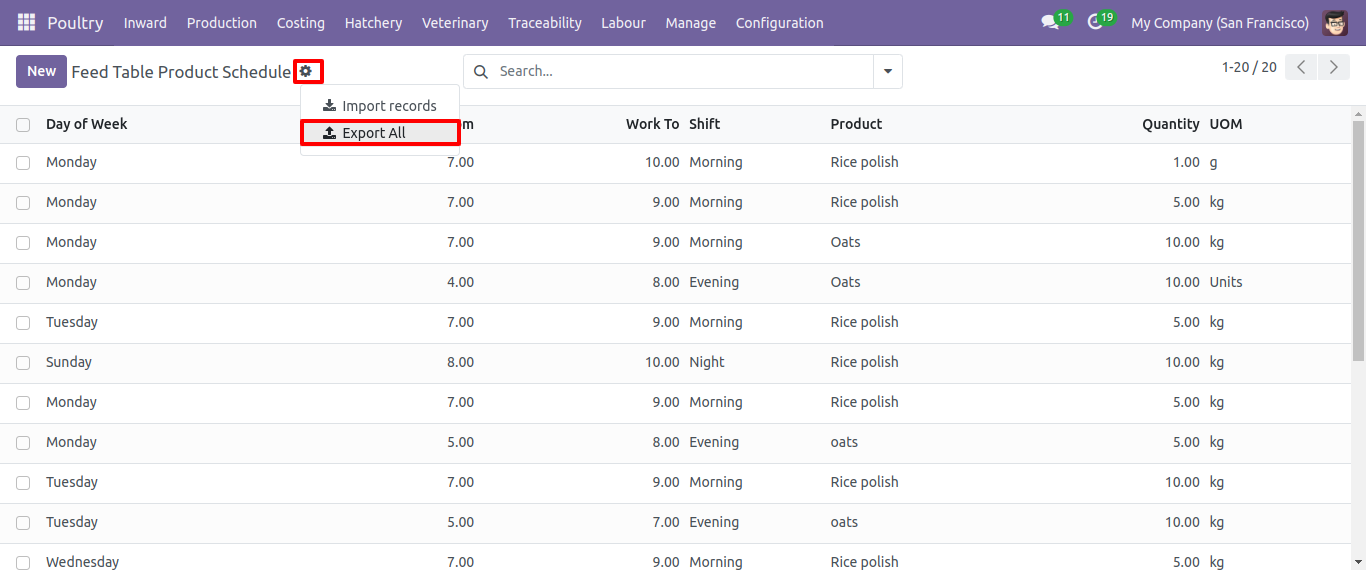 Poultry Inward Production Costing Hatchery Veterinary Traceability Labour Manage Configuration 11 19 My Company (San Francisco)
New Feed Table Product Schedule Search... 1-20 / 20
Import records
Export All
Day of Week m Work To Shift Product Quantity UOM
Monday 7.00 10.00 Morning Rice polish 1.00 g
Monday 7.00 9.00 Morning Rice polish 5.00 kg
Monday 7.00 9.00 Morning Oats 10.00 kg
Monday 4.00 8.00 Evening Oats 10.00 Units
Tuesday 7.00 9.00 Morning Rice polish 5.00 kg
Sunday 8.00 10.00 Night Rice polish 10.00 kg
Monday 7.00 9.00 Morning Rice polish 5.00 kg
Monday 5.00 8.00 Evening oats 5.00 kg
Tuesday 7.00 9.00 Morning Rice polish 10.00 kg
Tuesday 5.00 7.00 Evening oats 10.00 kg
Wednesday 7.00 9.00 Morning Rice polish 5.00 kg